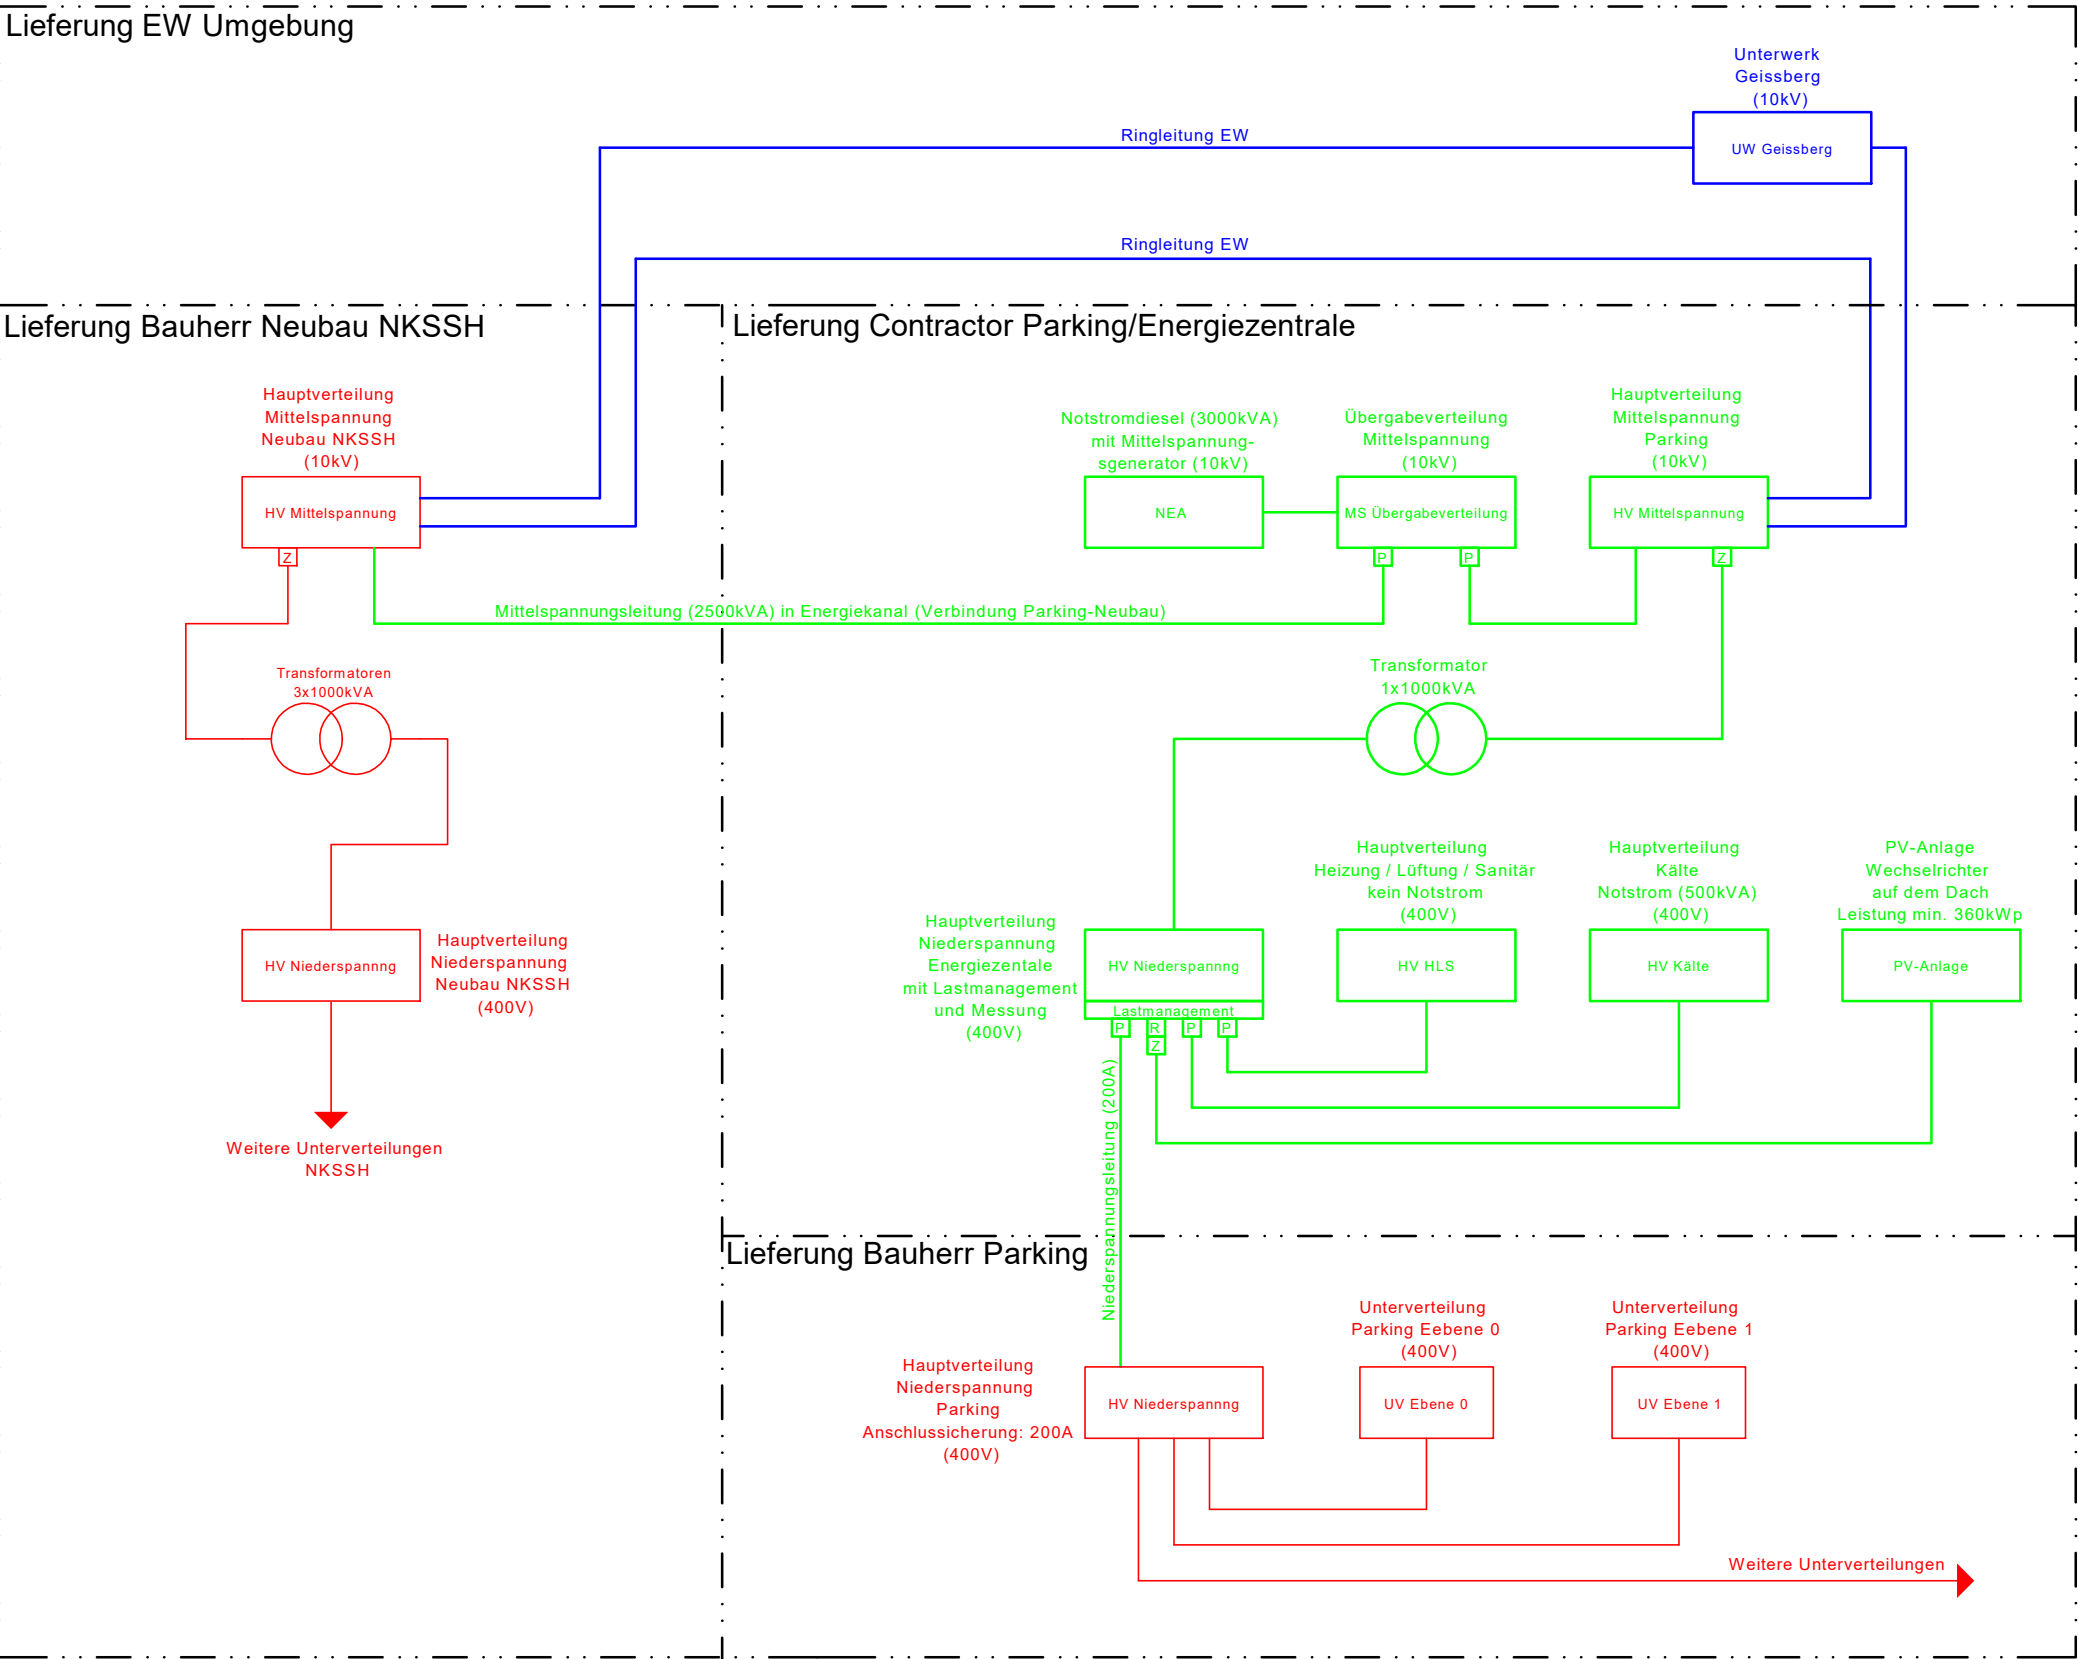 Lieferung EW Umgebung
Unterwerk
Geissberg
(10kV)
UW Geissberg
Ringleitung EW
Ringleitung EW
Lieferung Bauherr Neubau NKSSH
Hauptverteilung
Mittelspannung
Neubau NKSSH
(10kV)
HV Mittelspannung
Z
Transformatoren
3x1000kVA
HV Niederspannng
Hauptverteilung
Niederspannung
Neubau NKSSH
(400V)
Weitere Unterverteilungen
NKSSH
Lieferung Contractor Parking/Energiezentrale
Notstromdiesel (3000kVA)
mit Mittelspannung-
sgenerator (10kV)
NEA
Übergabeverteilung
Mittelspannung
(10kV)
MS Übergabeverteilung
P
P
Hauptverteilung
Mittelspannung
Parking
(10kV)
HV Mittelspannung
Z
Mittelspannungsleitung (2500kVA) in Energiekanal (Verbindung Parking-Neubau)
Transformator
1x1000kVA
Hauptverteilung
Niederspannung
Energiezentale
mit Lastmanagement
und Messung
(400V)
HV Niederspannng
Lastmanagement
P
R
P
P
Z
Hauptverteilung
Heizung / Lüftung / Sanitär
kein Notstrom
(400V)
HV HLS
Hauptverteilung
Kälte
Notstrom (500kVA)
(400V)
HV Kälte
PV-Anlage
Wechselrichter
auf dem Dach
Leistung min. 360kWp
PV-Anlage
Niederspannungsleitung (200A)
Lieferung Bauherr Parking
Hauptverteilung
Niederspannung
Parking
Anschlussicherung: 200A
(400V)
HV Niederspannng
Unterverteilung
Parking Eebene 0
(400V)
UV Ebene 0
Unterverteilung
Parking Eebene 1
(400V)
UV Ebene 1
Weitere Unterverteilungen